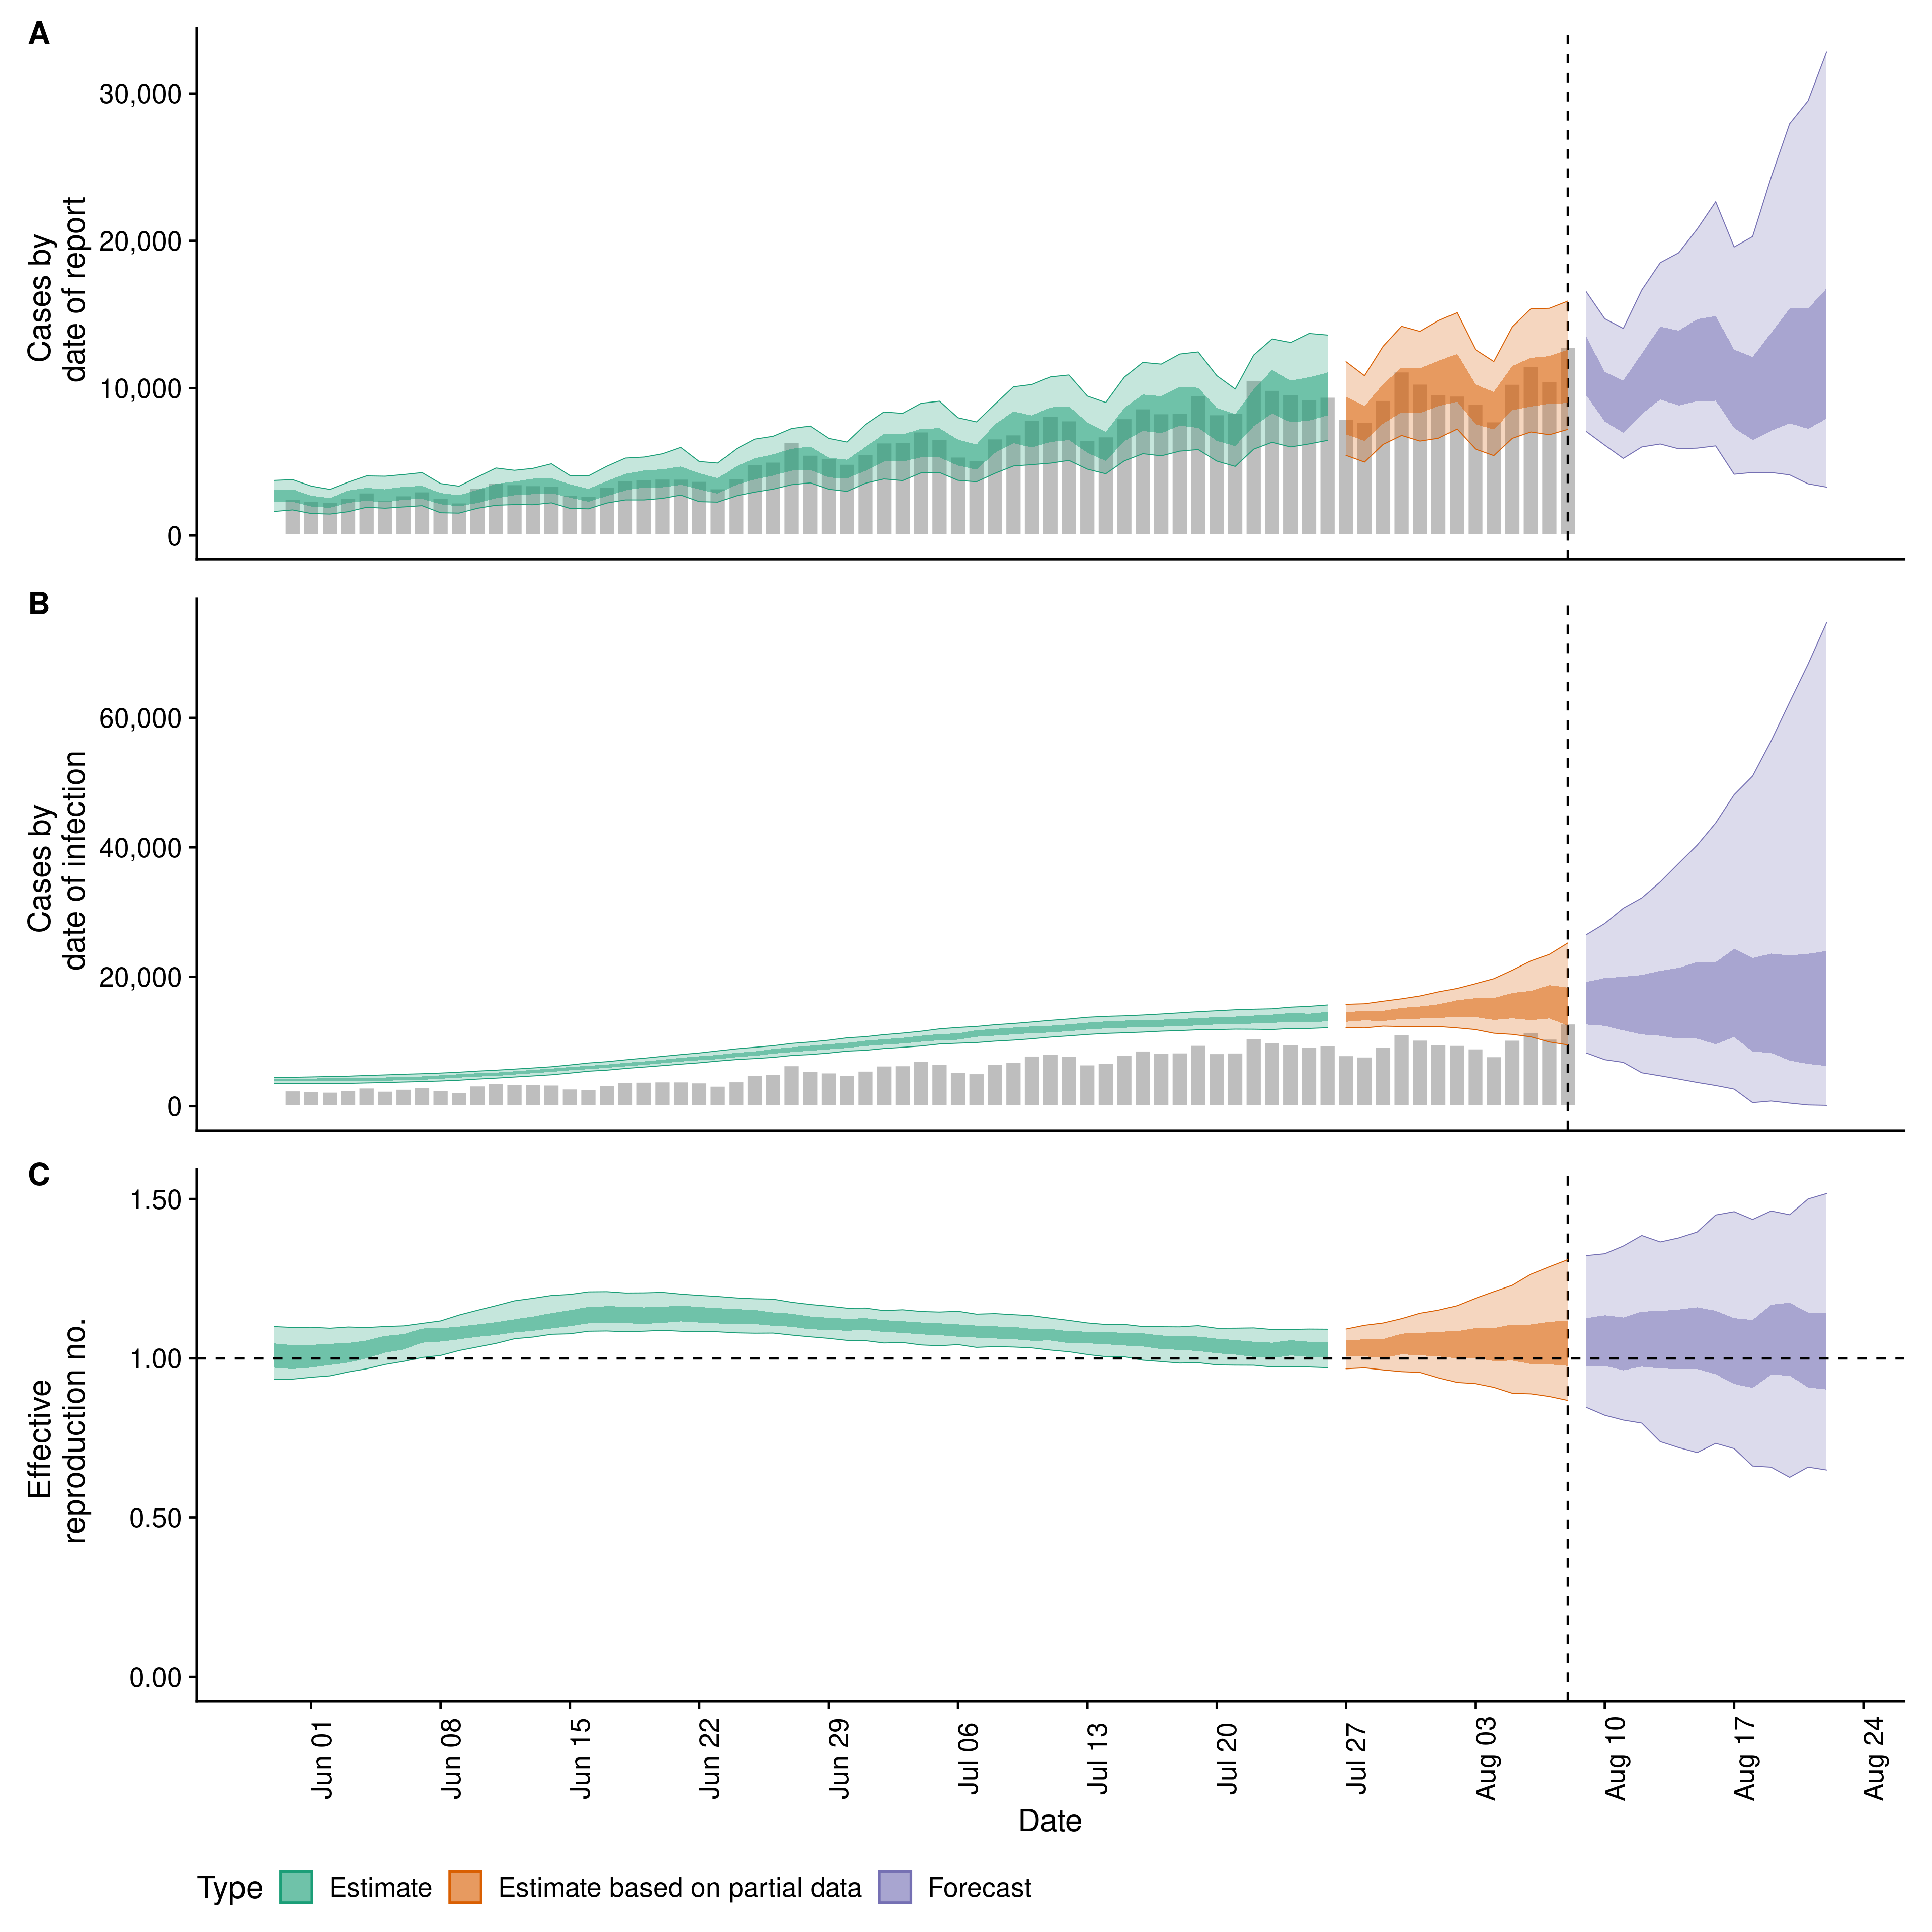 A
Cases by
date of report
30,000
20,000
10,000
0
B
Cases by
date of infection
60,000
40,000
20,000
0
C
Effective
reproduction no.
1.50
1.00
0.50
0.00
Jun 01
Jun 08
Jun 15
Jun 22
Jun 29
Jul 06
Jul 13
Jul 20
Jul 27
Aug 03
Aug 10
Aug 17
Aug 24
Date
Type Estimate Estimate based on partial data Forecast